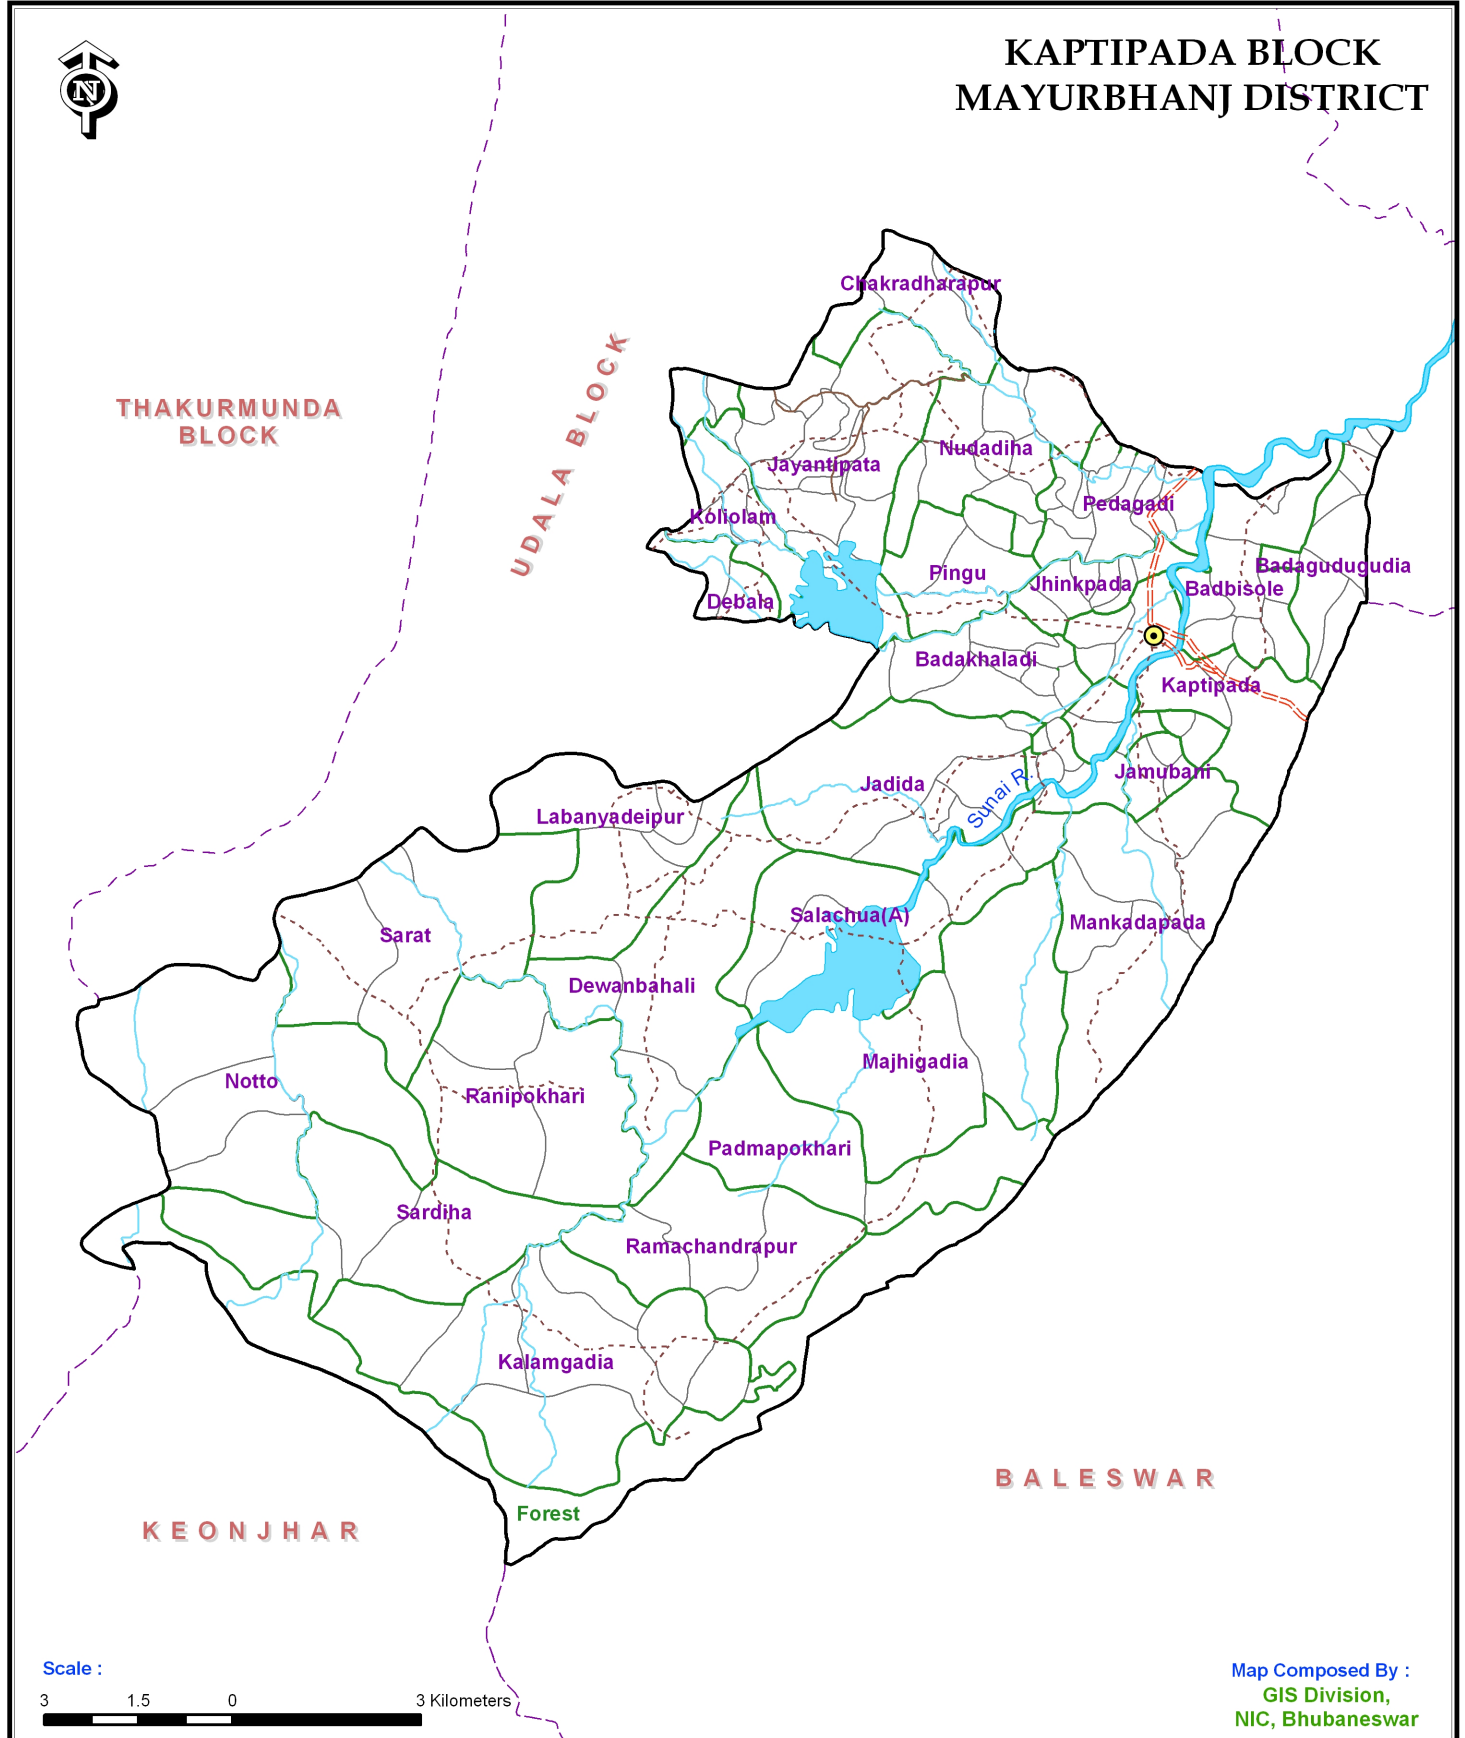 KAPTIPADA BLOCK
MAYURBHANJ DISTRICT
N
Chakradharapur
THAKURMUNDA
BLOCK
UDALA BLOCK
Nudadiha
Jayantipata
Pedagadi
Koliolam
Badagudugudia
Pingu
Jhinkpada
Badbisole
Debala
Badakhaladi
Kaptipada
Jamubani
Jadida
Sunai R.
Labanyadeipur
Salachua(A)
Mankadapada
Sarat
Dewanbahali
Majhigadia
Notto
Ranipokhari
Padmapokhari
Sardiha
Ramachandrapur
Kalamgadia
BALESWAR
Forest
KEONJHAR
Scale :
3 1.5 0 3 Kilometers
Map Composed By :
GIS Division,
NIC, Bhubaneswar